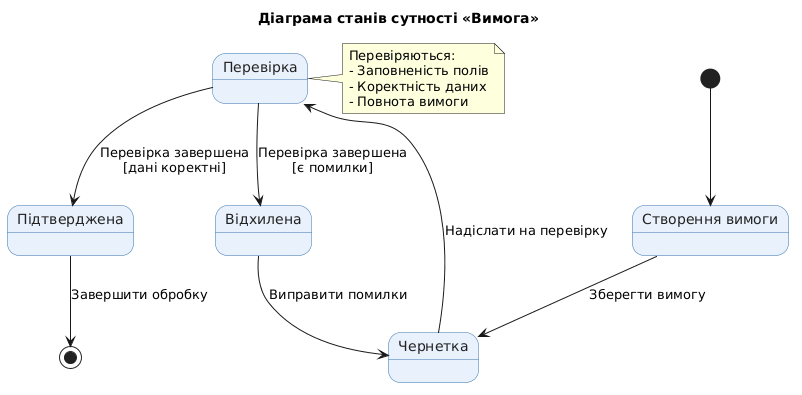 Діаграма станів сутності «Вимога»
Перевірка
Перевіряються:
- Заповненість полів
- Коректність даних
- Повнота вимоги
Перевірка завершена
[дані коректні]
Перевірка завершена
[є помилки]
Підтверджена
Відхилена
Надіслати на перевірку
Створення вимоги
Завершити обробку
Виправити помилки
Зберегти вимогу
Чернетка